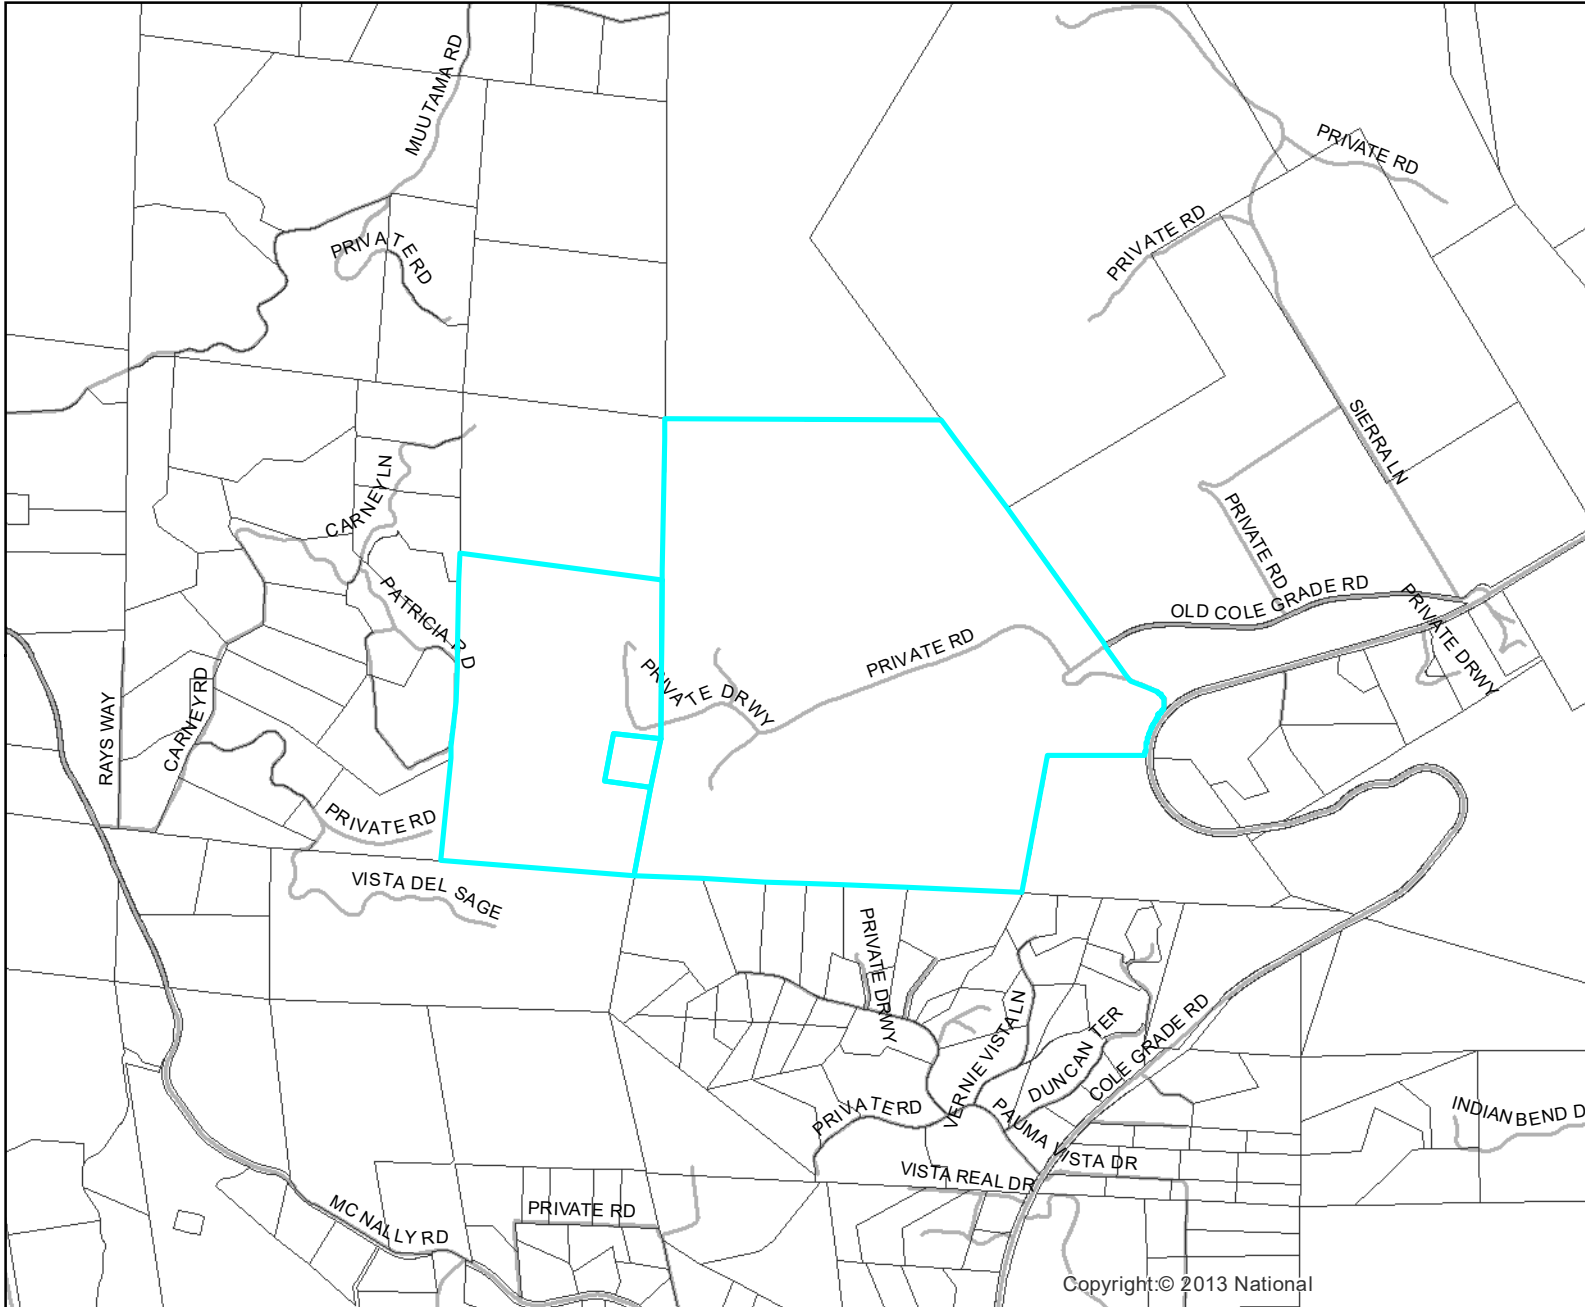 MUUTAMA RD
PRIVATE RD
PRIVATE RD
PRIVATE RD
SIERRA LN
CARNEY LN
PRIVATE RD
PATRICIA RD
OLD COLE GRADE RD
PRIVATE DRWY
PRIVATE RD
PRIVATE DRWY
CARNEY RD
RAYS WAY
PRIVATE RD
VISTA DEL SAGE
PRIVATE DRWY
VERNIE VISTA LN
DUNCAN TER
COLE GRADE RD
PRIVATE RD
PAUMA VISTA DR
INDIAN BEND D
VISTA REAL DR
MC NALLY RD
PRIVATE RD
Copyright:© 2013 National